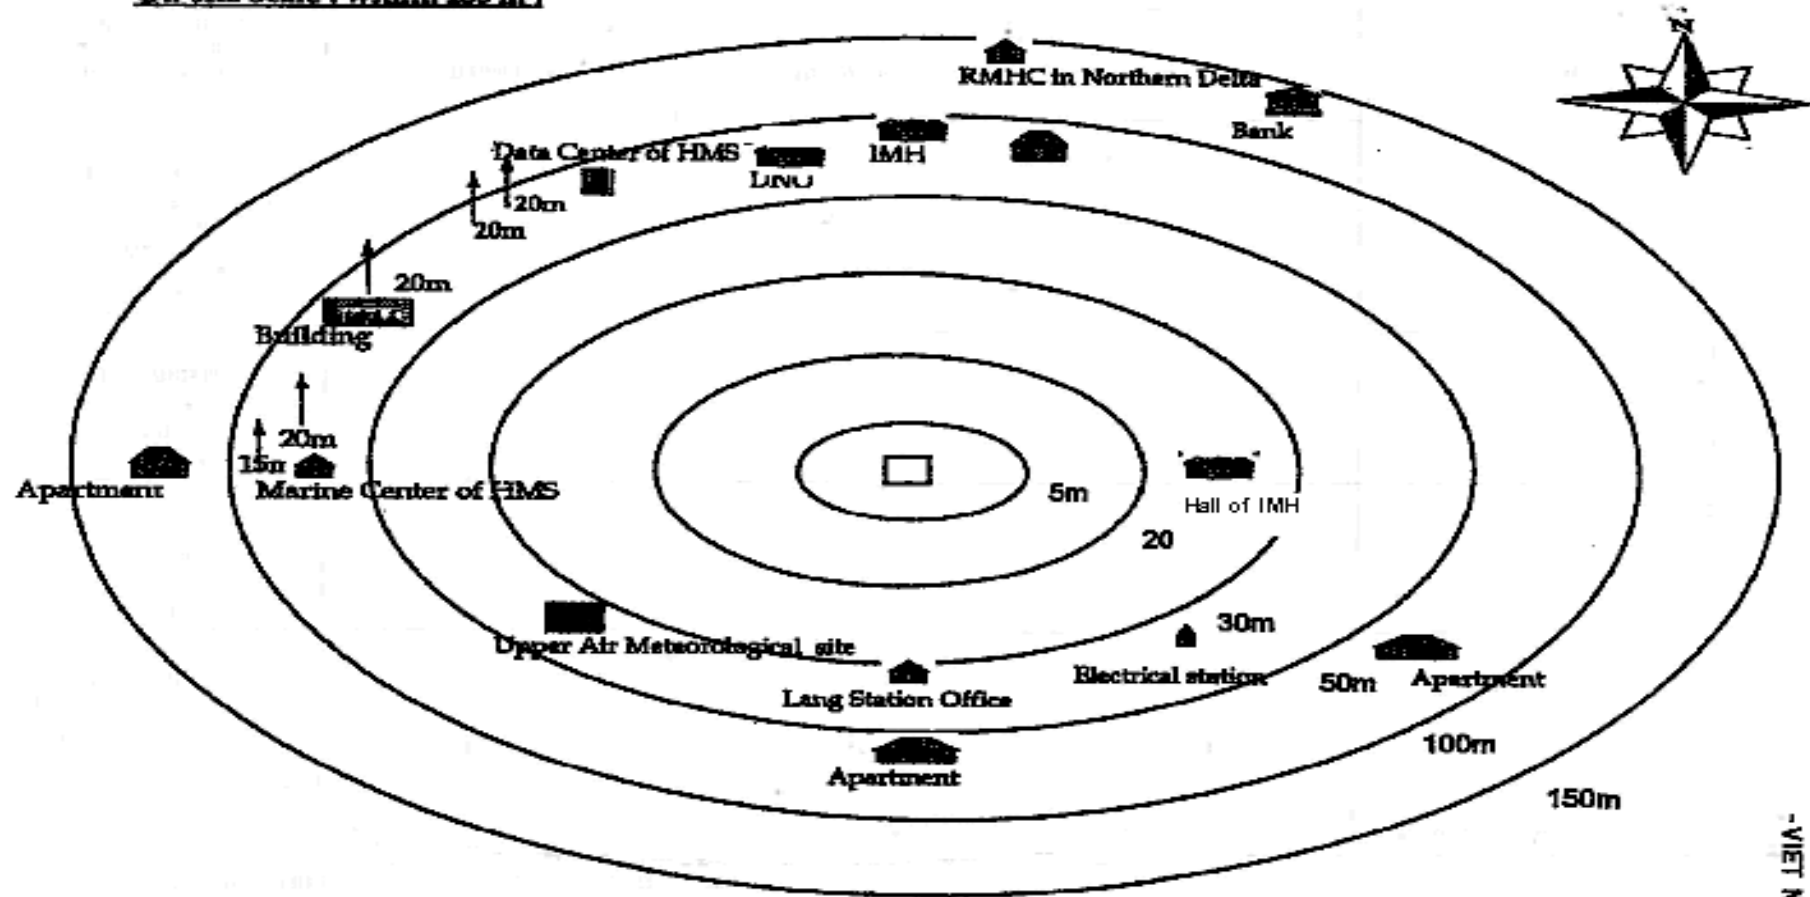 N
RMHC in Northern Delta
Bank
Data Center of HMS
IMH
20m
20m
20m
Building
20m
15m
Apartment
Marine Center of HMS
5m
Hall of IMH
20
30m
Upper Air Meteorological site
Electrical station
50m
Apartment
Lang Station Office
100m
Apartment
150m